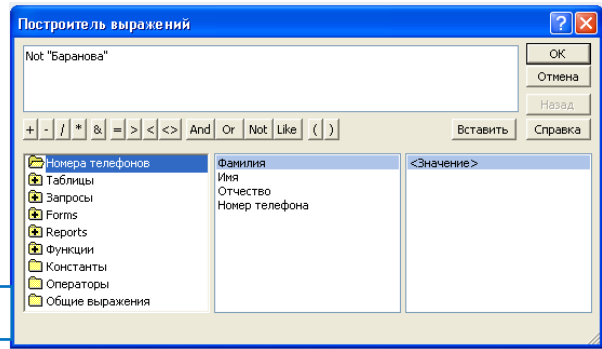 Построитель выражений
Not "Баранова"
ОК
Отмена
Назад
+ - / * & = > < <> And Or Not Like ( ) Вставить Справка
Номера телефонов
Таблицы
Запросы
Forms
Reports
Функции
Константы
Операторы
Общие выражения
Фамилия
Имя
Отчество
Номер телефона
<Значение>